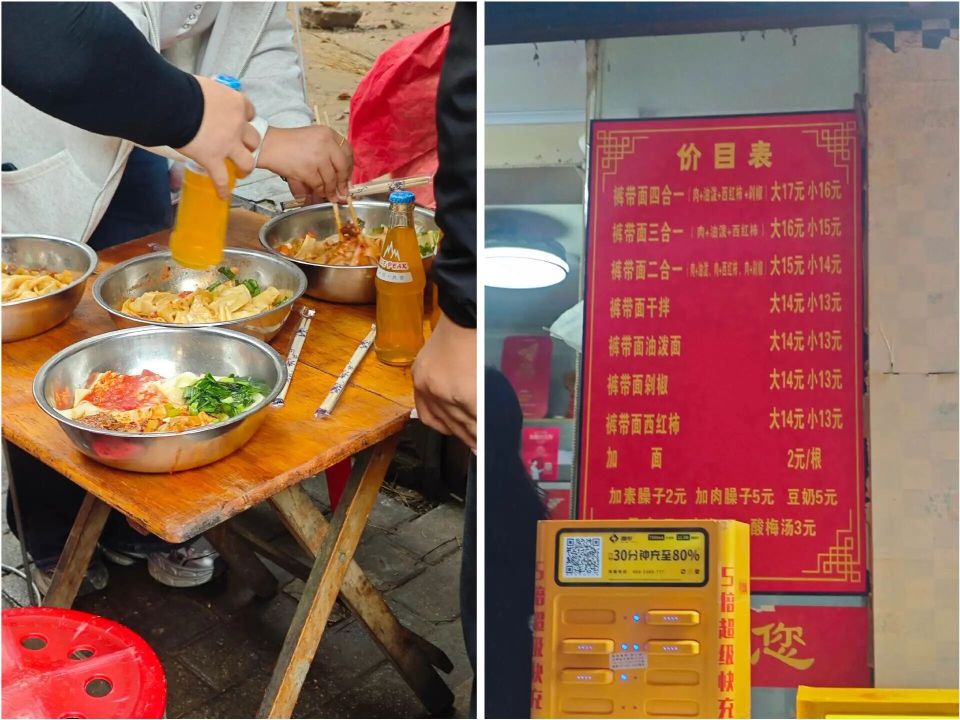 PEAK
价目表
裤带面四合一(肉+油泼+西红柿+剁椒) 大17元 小16元
裤带面三合一(肉+油泼+西红柿) 大16元 小15元
裤带面二合一(肉+油泼、肉+西红柿、肉+剁椒) 大15元 小14元
裤带面干拌 大14元 小13元
裤带面油泼面 大14元 小13元
裤带面剁椒 大14元 小13元
裤带面西红柿 大14元 小13元
加 面 2元/根
加素臊子2元 加肉臊子5元 豆奶5元
酸梅汤3元
30分钟充至80%
5倍超级快充
您